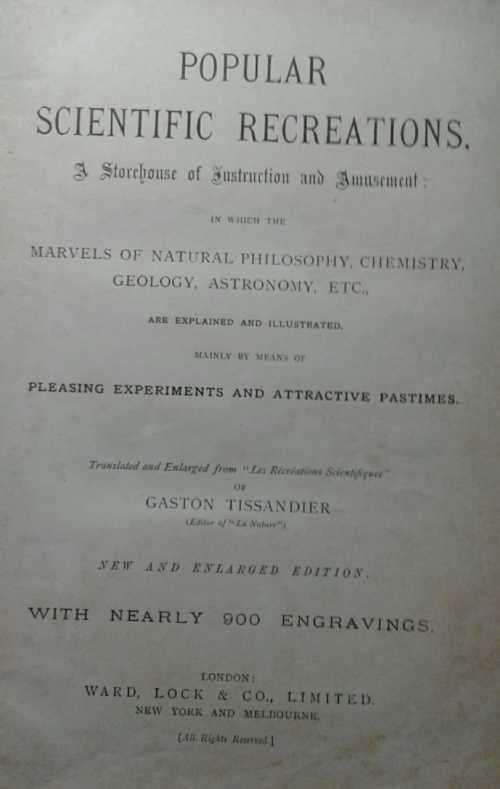 POPULAR
SCIENTIFIC RECREATIONS.
A Storehouse of Instruction and Amusement:
IN WHICH THE
MARVELS OF NATURAL PHILOSOPHY, CHEMISTRY,
GEOLOGY, ASTRONOMY, ETC.,
ARE EXPLAINED AND ILLUSTRATED,
MAINLY BY MEANS OF
PLEASING EXPERIMENTS AND ATTRACTIVE PASTIMES.
Translated and Enlarged from "Les Récréations Scientifiques"
OF
GASTON TISSANDIER
(Editor of "La Nature")
NEW AND ENLARGED EDITION.
WITH NEARLY 900 ENGRAVINGS.
LONDON:
WARD, LOCK & CO., LIMITED.
NEW YORK AND MELBOURNE.
[All Rights Reserved.]